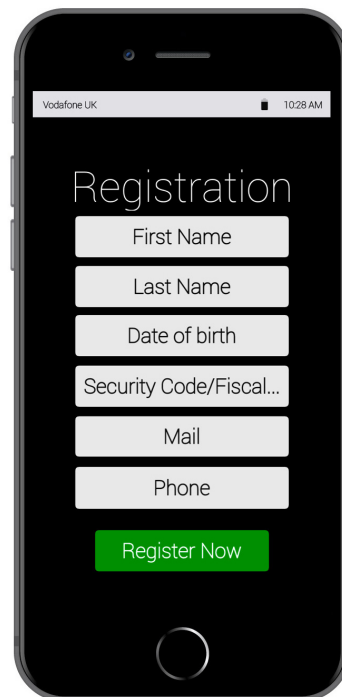 Vodafone UK 10:28 AM
Registration
First Name
Last Name
Date of birth
Security Code/Fiscal...
Mail
Phone
Register Now